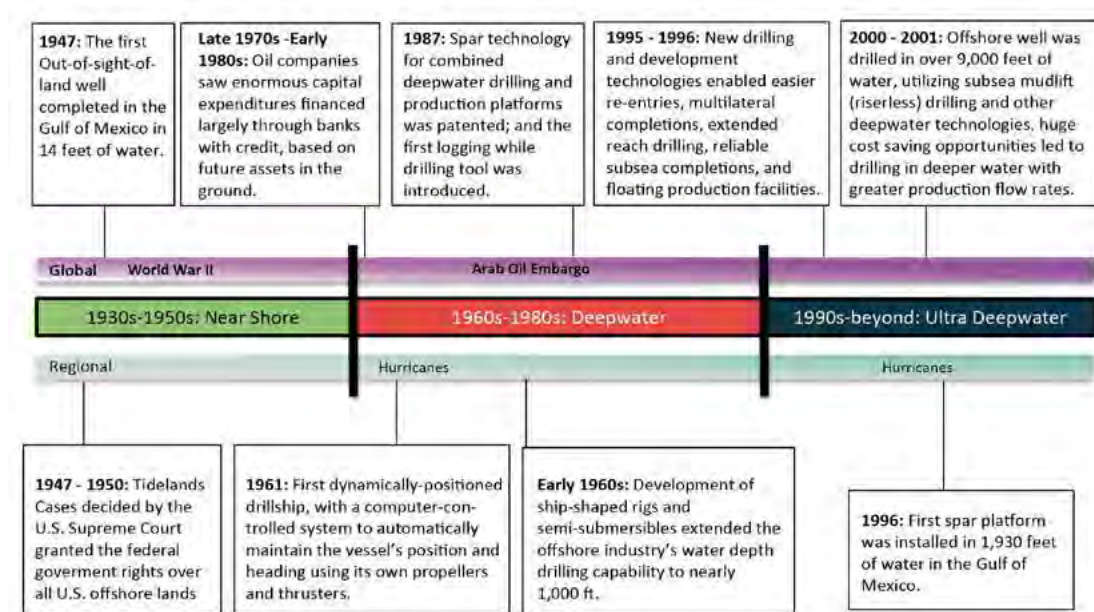 1947: The first
Out-of-sight-of-
land well
completed in the
Gulf of Mexico in
14 feet of water.
Late 1970s -Early
1980s: Oil companies
saw enormous capital
expenditures financed
largely through banks
with credit, based on
future assets in the
ground.
1987: Spar technology
for combined
deepwater drilling and
production platforms
was patented; and the
first logging while
drilling tool was
introduced.
1995 - 1996: New drilling
and development
technologies enabled easier
re-entries, multilateral
completions, extended
reach drilling, reliable
subsea completions, and
floating production facilities.
2000 - 2001: Offshore well was
drilled in over 9,000 feet of
water, utilizing subsea mudlift
(riserless) drilling and other
deepwater technologies, huge
cost saving opportunities led to
drilling in deeper water with
greater production flow rates.
Global World War II Arab Oil Embargo
1930s-1950s: Near Shore 1960s-1980s: Deepwater 1990s-beyond: Ultra Deepwater
Regional Hurricanes Hurricanes
1947 - 1950: Tidelands
Cases decided by the
U.S. Supreme Court
granted the federal
goverment rights over
all U.S. offshore lands
1961: First dynamically-positioned
drillship, with a computer-con-
trolled system to automatically
maintain the vessel's position and
heading using its own propellers
and thrusters.
Early 1960s: Development of
ship-shaped rigs and
semi-submersibles extended the
offshore industry's water depth
drilling capability to nearly
1,000 ft.
1996: First spar platform
was installed in 1,930 feet
of water in the Gulf of
Mexico.